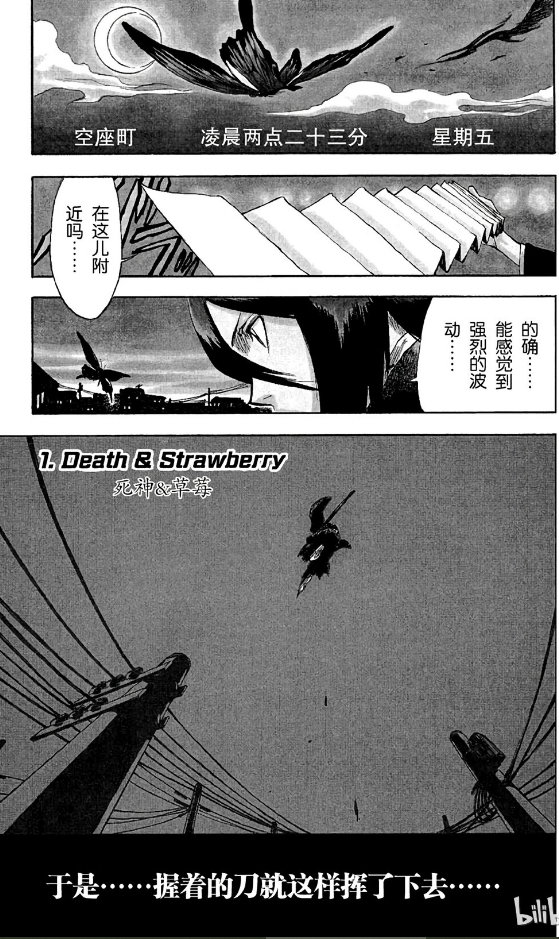 空座町 凌晨两点二十三分 星期五
在这儿附
近吗……
的确……
能感觉到
强烈的波
动……
1. Death & Strawberry
死神&草莓
于是……握着的刀就这样挥了下去……
bilib